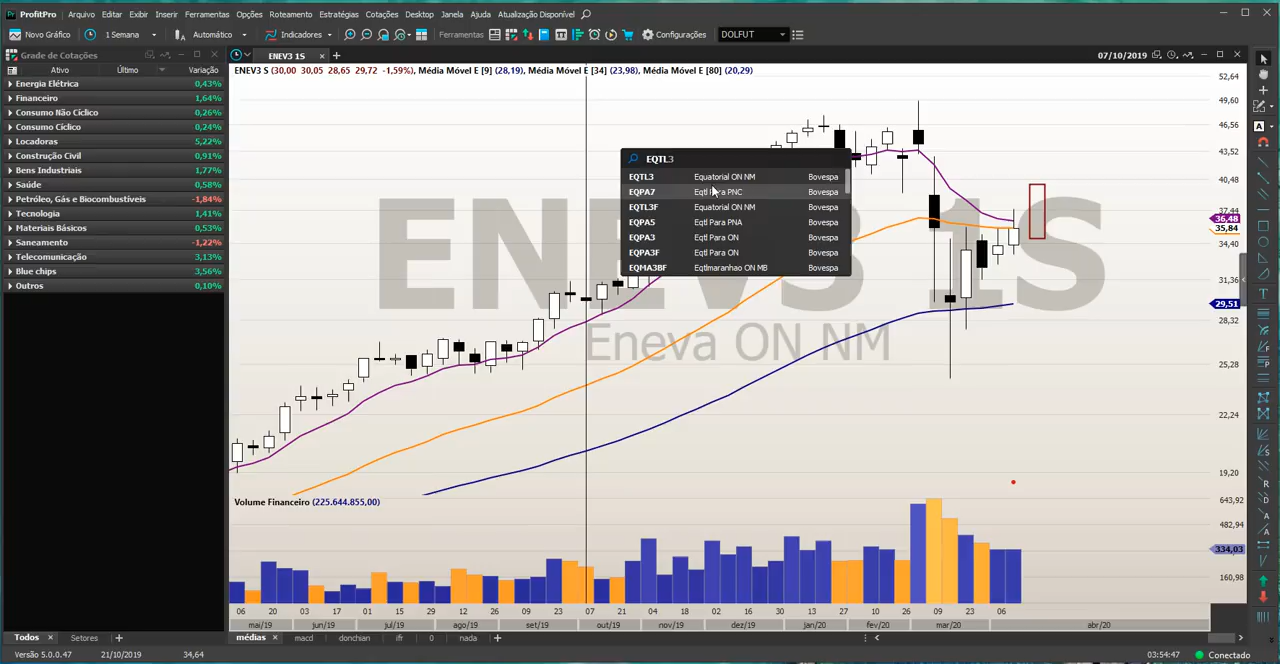 ProfitPro Arquivo Abrir Exibir Inserir Ferramentas Opções Roteamento Estratégias Cotações Desktop Janela Ajuda Atualização Disponível
Novo Gráfico 1 Semana Automático Indicadores Ferramentas Configurações DOLFUT
Grade de Cotações
ENEV3 1S
07/10/2019
Ativo Último Variação
Energia Elétrica 0,43%
Financeiro 1,64%
Consumo Não Cíclico 0,26%
Consumo Cíclico 0,24%
Locadoras 5,22%
Construção Civil 0,91%
Bens Industriais 1,77%
Saúde 0,58%
Petróleo, Gás e Biocombustíveis -1,84%
Tecnologia 1,41%
Materiais Básicos 0,53%
Saneamento -1,22%
Telecomunicação 3,13%
Blue chips 3,56%
Outros 0,10%
ENEV3 S (30,00 30,05 28,65 29,72 -1,59%), Média Móvel E [9] (28,19), Média Móvel E [34] (23,98), Média Móvel E [80] (20,29)
EQTL3
EQTL3 Equatorial ON NM Bovespa
EQPA7 Eqtl Para PNC Bovespa
EQTL3F Equatorial ON NM Bovespa
EQPA5 Eqtl Para PNA Bovespa
EQPA3 Eqtl Para ON Bovespa
EQPA3F Eqtl Para ON Bovespa
EQMA3BF Eqtlmaranhao ON MB Bovespa
ENEV3 1S
Eneva ON NM
52,64
49,60
46,56
43,52
40,48
37,44
36,48
35,84
34,40
31,36
29,51
28,32
25,28
22,24
19,20
Volume Financeiro (225.644.855,00)
643,92
482,94
334,03
160,98
06 20 03 17 01 15 29 12 26 09 23 07 21 04 18 02 16 30 13 27 10 26 09 23 06
mai/19 jun/19 jul/19 ago/19 set/19 out/19 nov/19 dez/19 jan/20 fev/20 mar/20 abr/20
Todos Setores
médias macd donchian ifr 0 nada
Versão 5.0.0.47 21/10/2019 34,64 03:54:47 Conectado